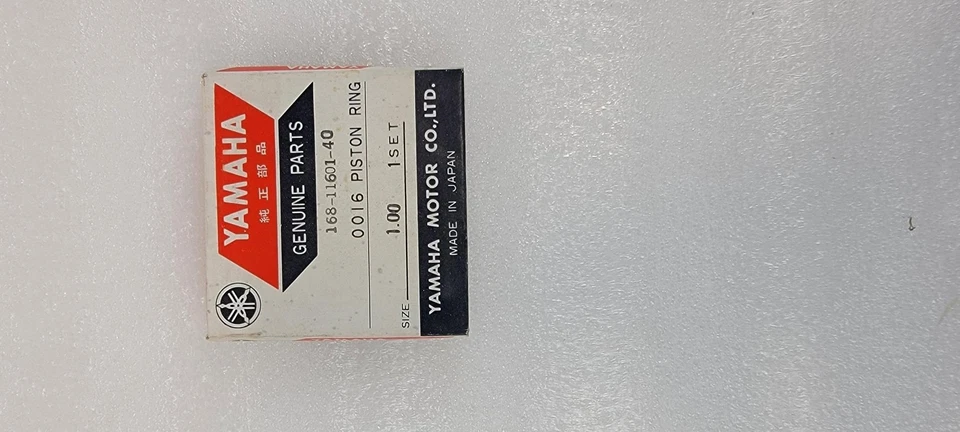 YAMAHA
純正部品
GENUINE PARTS
168-11601-40
0016 PISTON RING
SIZE 1.00 1SET
YAMAHA MOTOR CO.,LTD.
MADE IN JAPAN